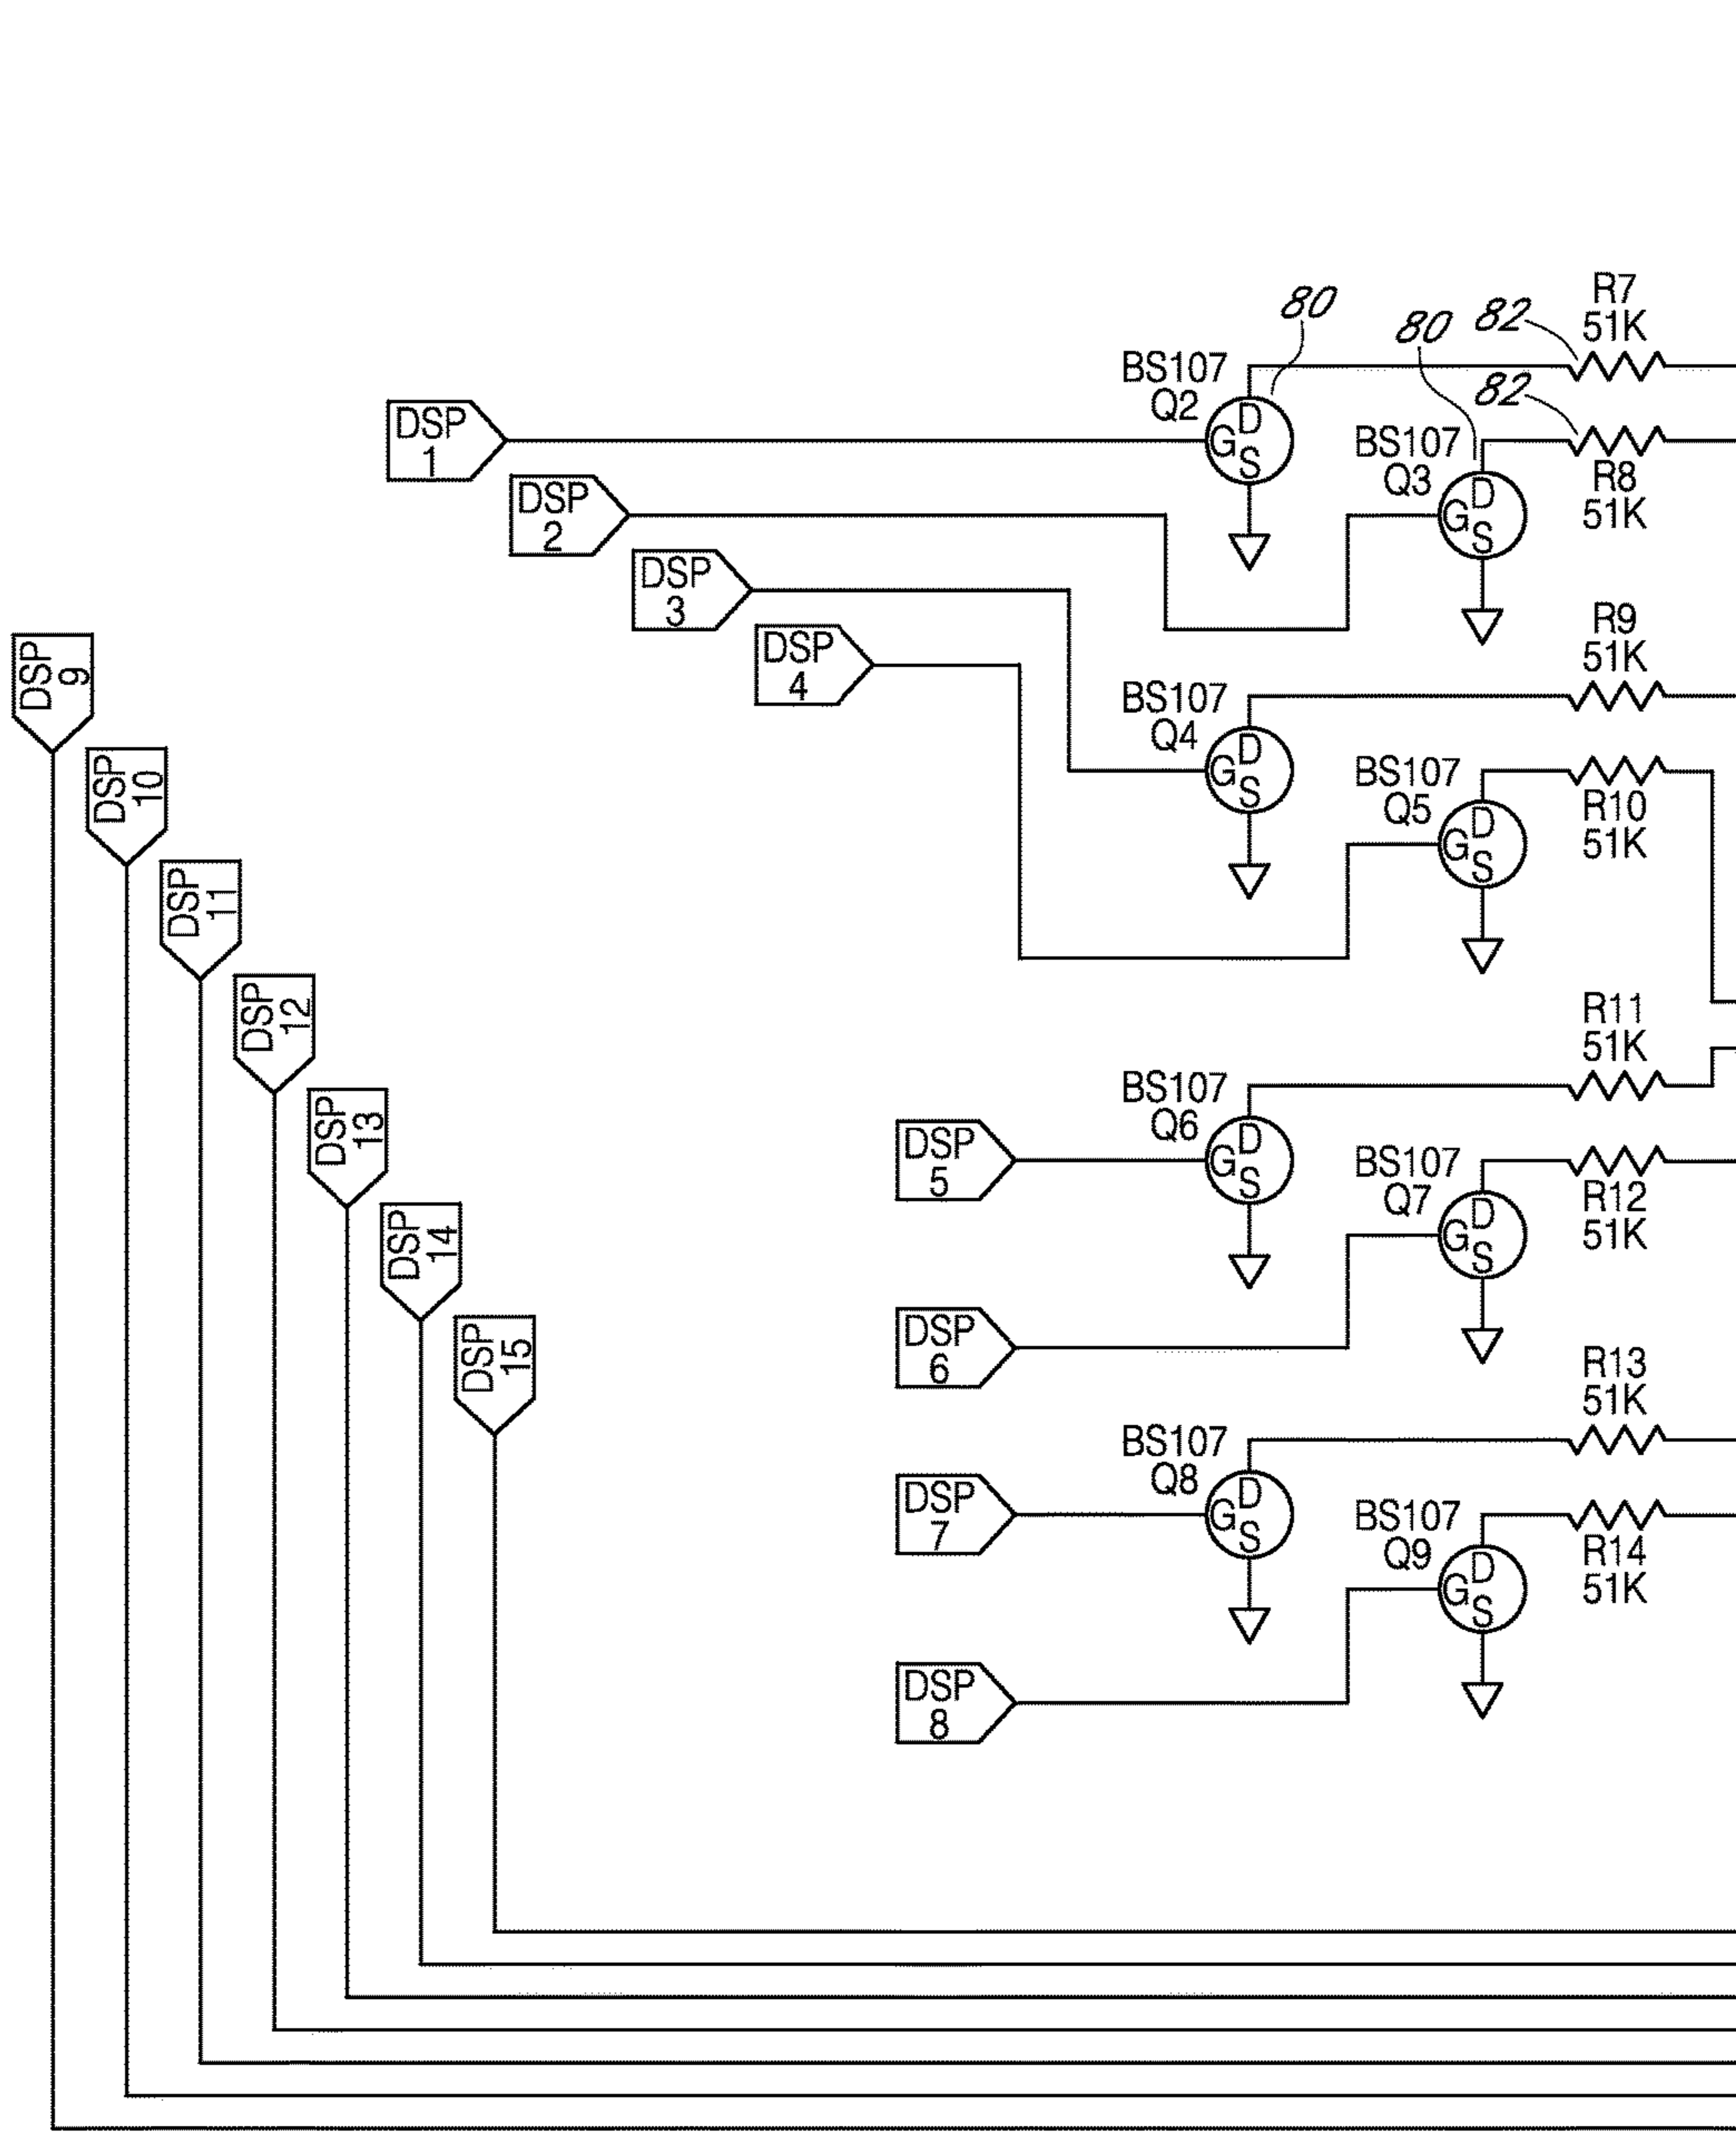 80
80
82
R7
51K
BS107
Q2
D
G
S
DSP
1
82
BS107
Q3
D
G
S
R8
51K
DSP
2
DSP
3
DSP
4
R9
51K
BS107
Q4
D
G
S
BS107
Q5
D
G
S
R10
51K
DSP
9
DSP
10
DSP
11
DSP
12
DSP
13
DSP
14
DSP
15
R11
51K
BS107
Q6
D
G
S
DSP
5
BS107
Q7
D
G
S
R12
51K
DSP
6
R13
51K
BS107
Q8
D
G
S
DSP
7
BS107
Q9
D
G
S
R14
51K
DSP
8